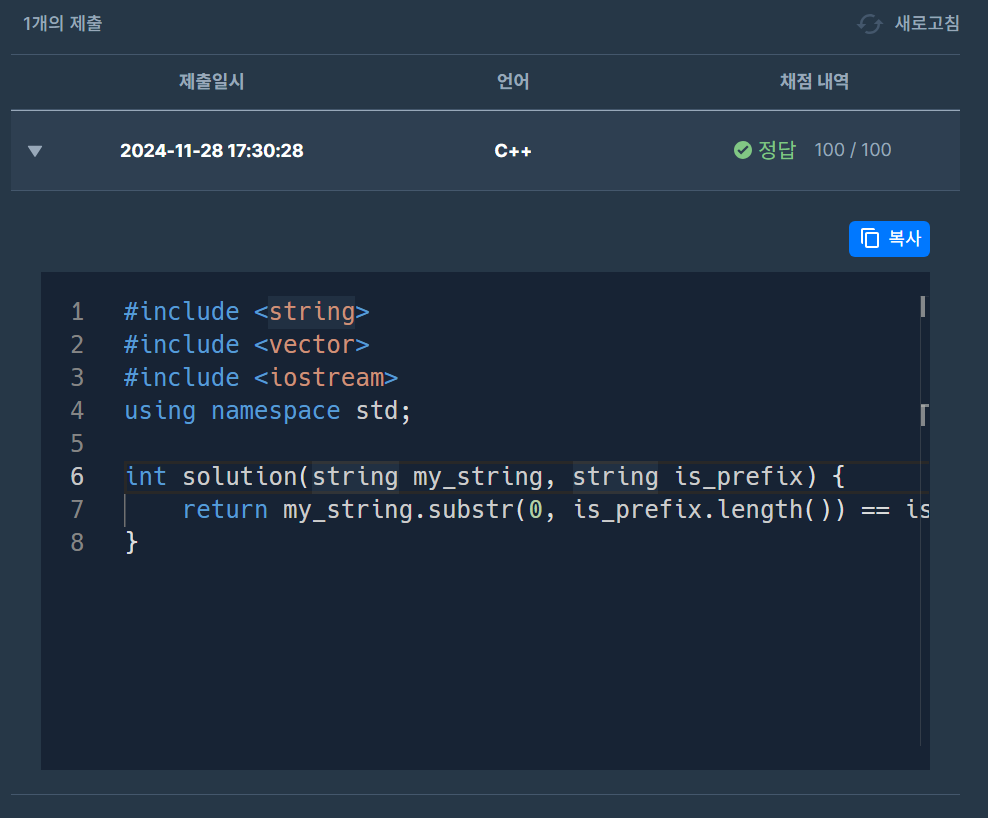 1개의 제출 새로고침
제출일시 언어 채점 내역
▼ 2024-11-28 17:30:28 C++ 정답 100 / 100
복사
1 #include <string>
2 #include <vector>
3 #include <iostream>
4 using namespace std;
5
6 int solution(string my_string, string is_prefix) {
7 return my_string.substr(0, is_prefix.length()) == is
8 }